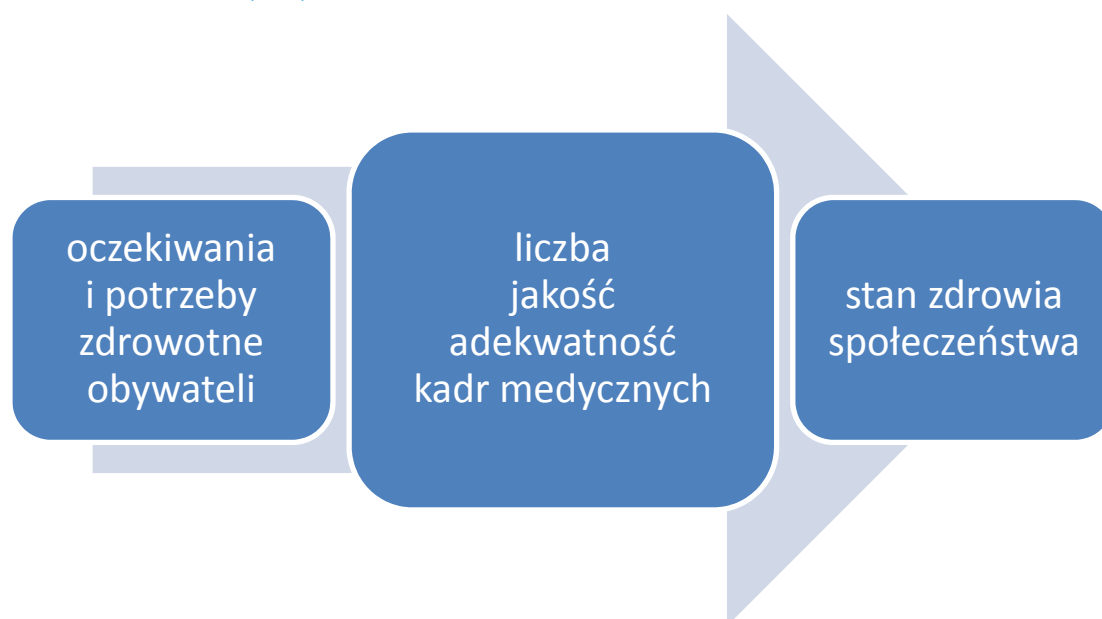 oczekiwania
i potrzeby
zdrowotne
obywateli
liczba
jakość
adekwatność
kadr medycznych
stan zdrowia
społeczeństwa